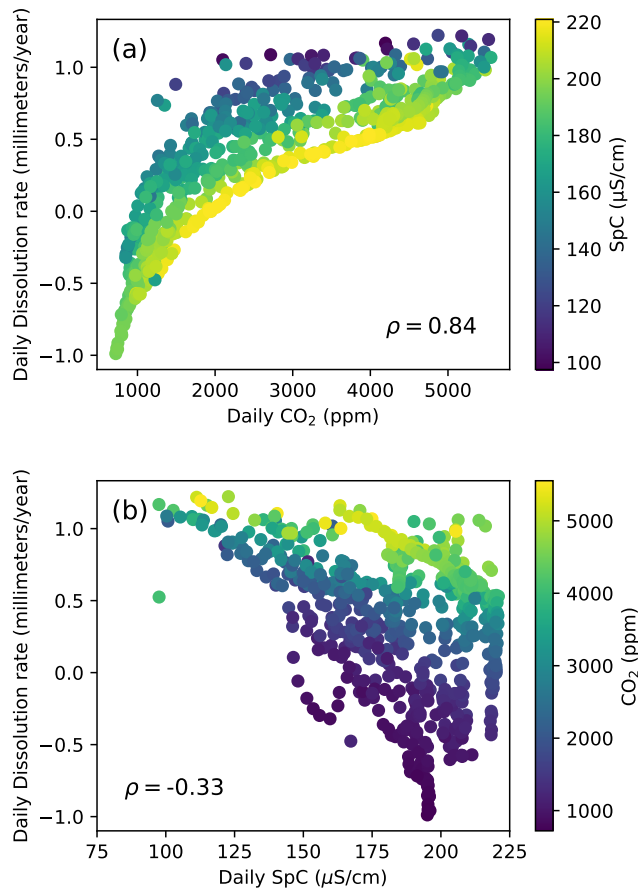 (a)
Daily Dissolution rate (millimeters/year)
1.0
0.5
0.0
−0.5
−1.0
ρ = 0.84
1000 2000 3000 4000 5000
Daily CO₂ (ppm)
220
200
180
160
140
120
100
SpC (µS/cm)
(b)
Daily Dissolution rate (millimeters/year)
1.0
0.5
0.0
−0.5
−1.0
ρ = -0.33
75 100 125 150 175 200 225
Daily SpC (µS/cm)
5000
4000
3000
2000
1000
CO₂ (ppm)